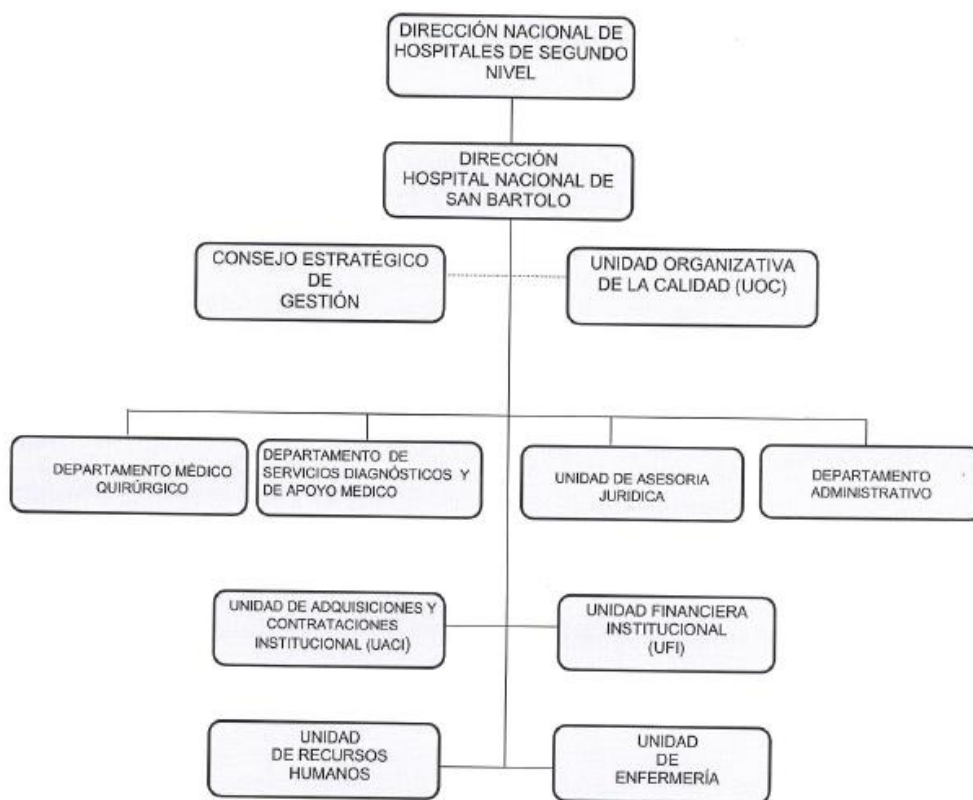 DIRECCIÓN NACIONAL DE
HOSPITALES DE SEGUNDO
NIVEL
DIRECCIÓN
HOSPITAL NACIONAL DE
SAN BARTOLO
CONSEJO ESTRATÉGICO
DE
GESTIÓN
UNIDAD ORGANIZATIVA
DE LA CALIDAD (UOC)
DEPARTAMENTO MÉDICO
QUIRÚRGICO
DEPARTAMENTO DE
SERVICIOS DIAGNÓSTICOS Y
DE APOYO MEDICO
UNIDAD DE ASESORIA
JURIDICA
DEPARTAMENTO
ADMINISTRATIVO
UNIDAD DE ADQUISICIONES Y
CONTRATACIONES
INSTITUCIONAL (UACI)
UNIDAD FINANCIERA
INSTITUCIONAL
(UFI)
UNIDAD
DE RECURSOS
HUMANOS
UNIDAD
DE
ENFERMERÍA